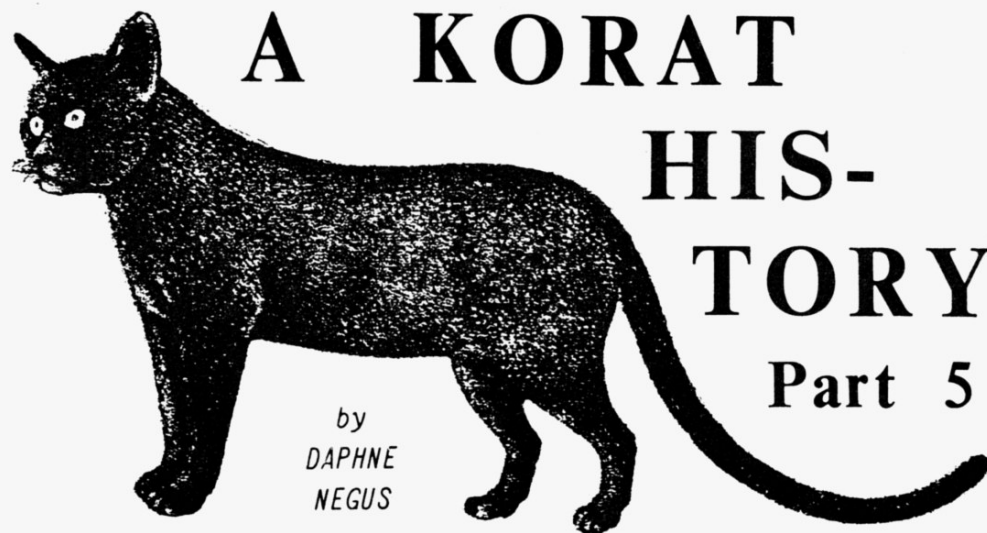 A KORAT
HIS-
TORY
Part 5
by
DAPHNE
NEGUS